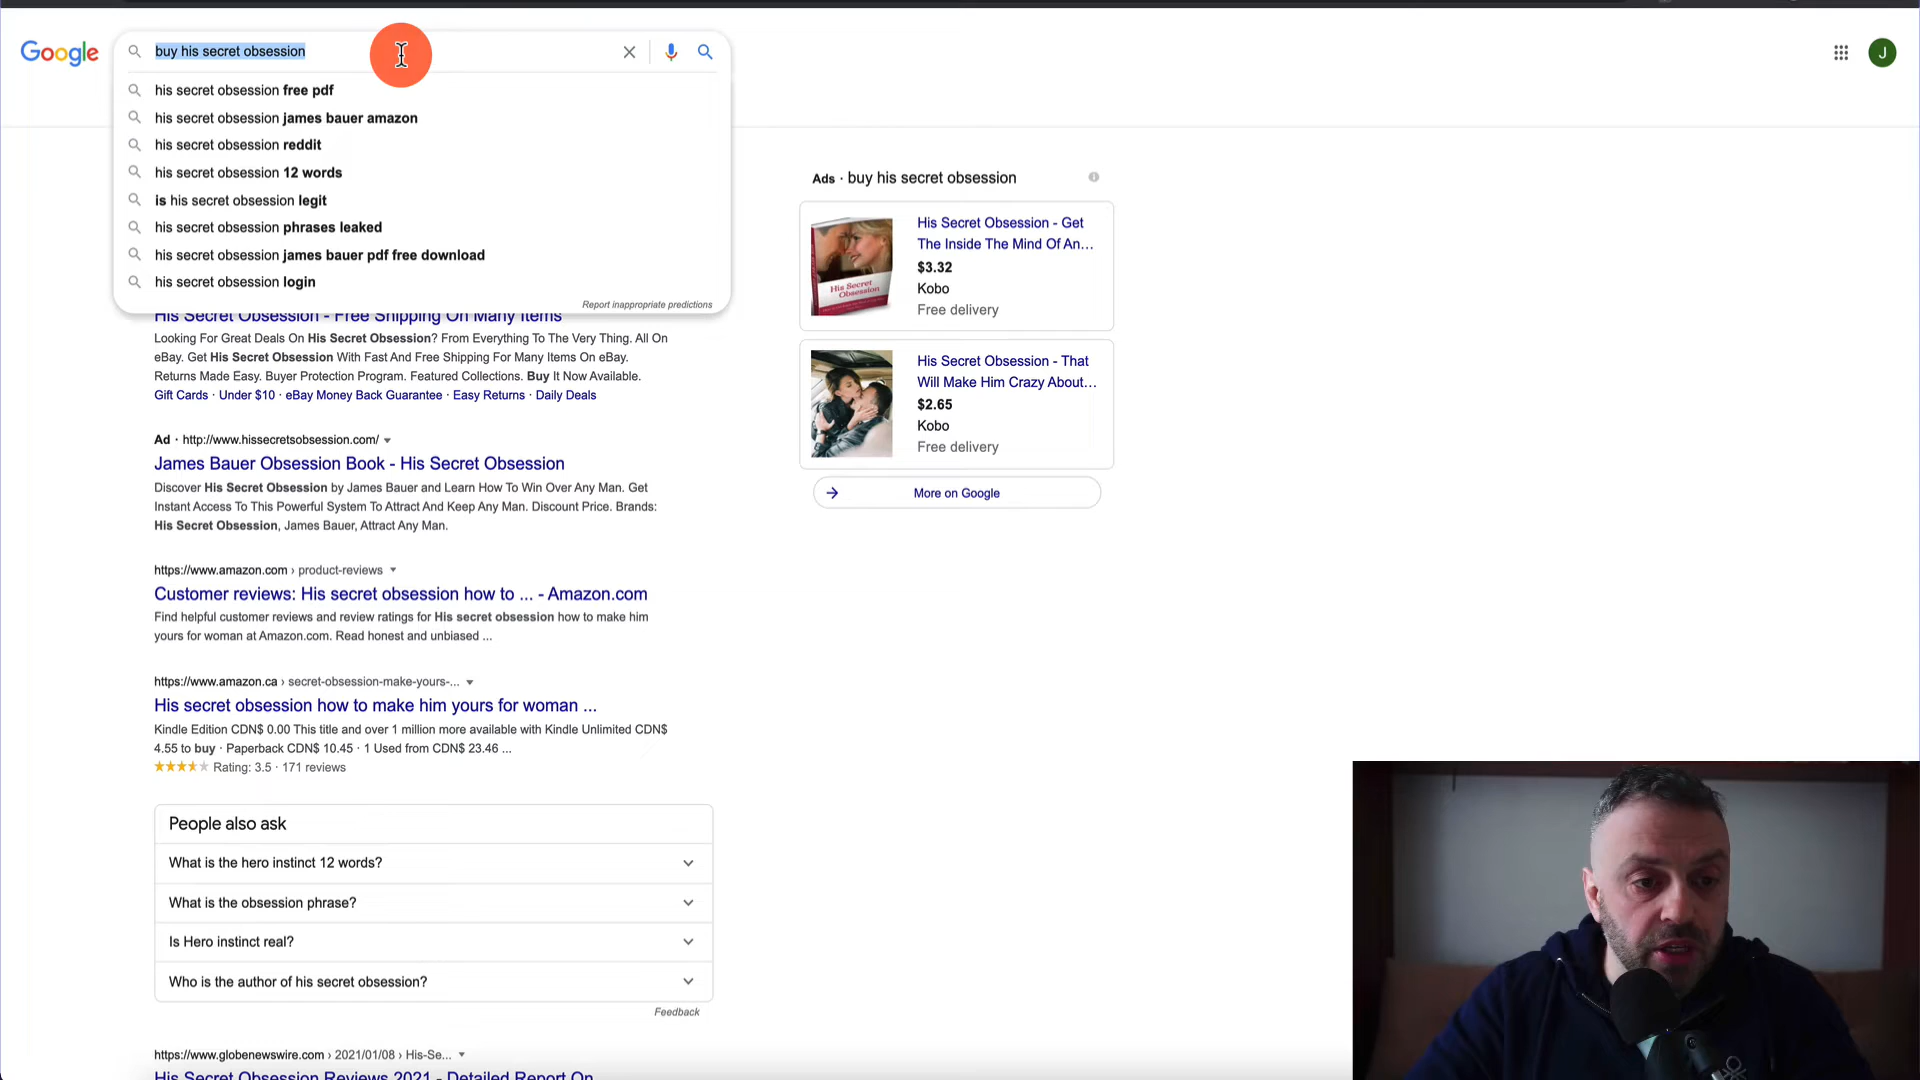 Google
buy his secret obsession
his secret obsession free pdf
his secret obsession james bauer amazon
his secret obsession reddit
his secret obsession 12 words
is his secret obsession legit
his secret obsession phrases leaked
his secret obsession james bauer pdf free download
his secret obsession login
Report inappropriate predictions
J
His Secret Obsession - Free Shipping On Many Items
Looking For Great Deals On His Secret Obsession? From Everything To The Very Thing. All On
eBay. Get His Secret Obsession With Fast And Free Shipping For Many Items On eBay.
Returns Made Easy. Buyer Protection Program. Featured Collections. Buy It Now Available.
Gift Cards · Under $10 · eBay Money Back Guarantee · Easy Returns · Daily Deals
Ad · http://www.hissecretsobsession.com/
James Bauer Obsession Book - His Secret Obsession
Discover His Secret Obsession by James Bauer and Learn How To Win Over Any Man. Get
Instant Access To This Powerful System To Attract And Keep Any Man. Discount Price. Brands:
His Secret Obsession, James Bauer, Attract Any Man.
https://www.amazon.com › product-reviews
Customer reviews: His secret obsession how to ... - Amazon.com
Find helpful customer reviews and review ratings for His secret obsession how to make him
yours for woman at Amazon.com. Read honest and unbiased ...
https://www.amazon.ca › secret-obsession-make-yours-...
His secret obsession how to make him yours for woman ...
Kindle Edition CDN$ 0.00 This title and over 1 million more available with Kindle Unlimited CDN$
4.55 to buy · Paperback CDN$ 10.45 · 1 Used from CDN$ 23.46 ...
Rating: 3.5 · 171 reviews
People also ask
What is the hero instinct 12 words?
What is the obsession phrase?
Is Hero instinct real?
Who is the author of his secret obsession?
Feedback
https://www.globenewswire.com › 2021/01/08 › His-Se...
His Secret Obsession Reviews 2021 - Detailed Report On
Ads · buy his secret obsession
His Secret Obsession
His Secret Obsession - Get
The Inside The Mind Of An...
$3.32
Kobo
Free delivery
His Secret Obsession - That
Will Make Him Crazy About...
$2.65
Kobo
Free delivery
More on Google